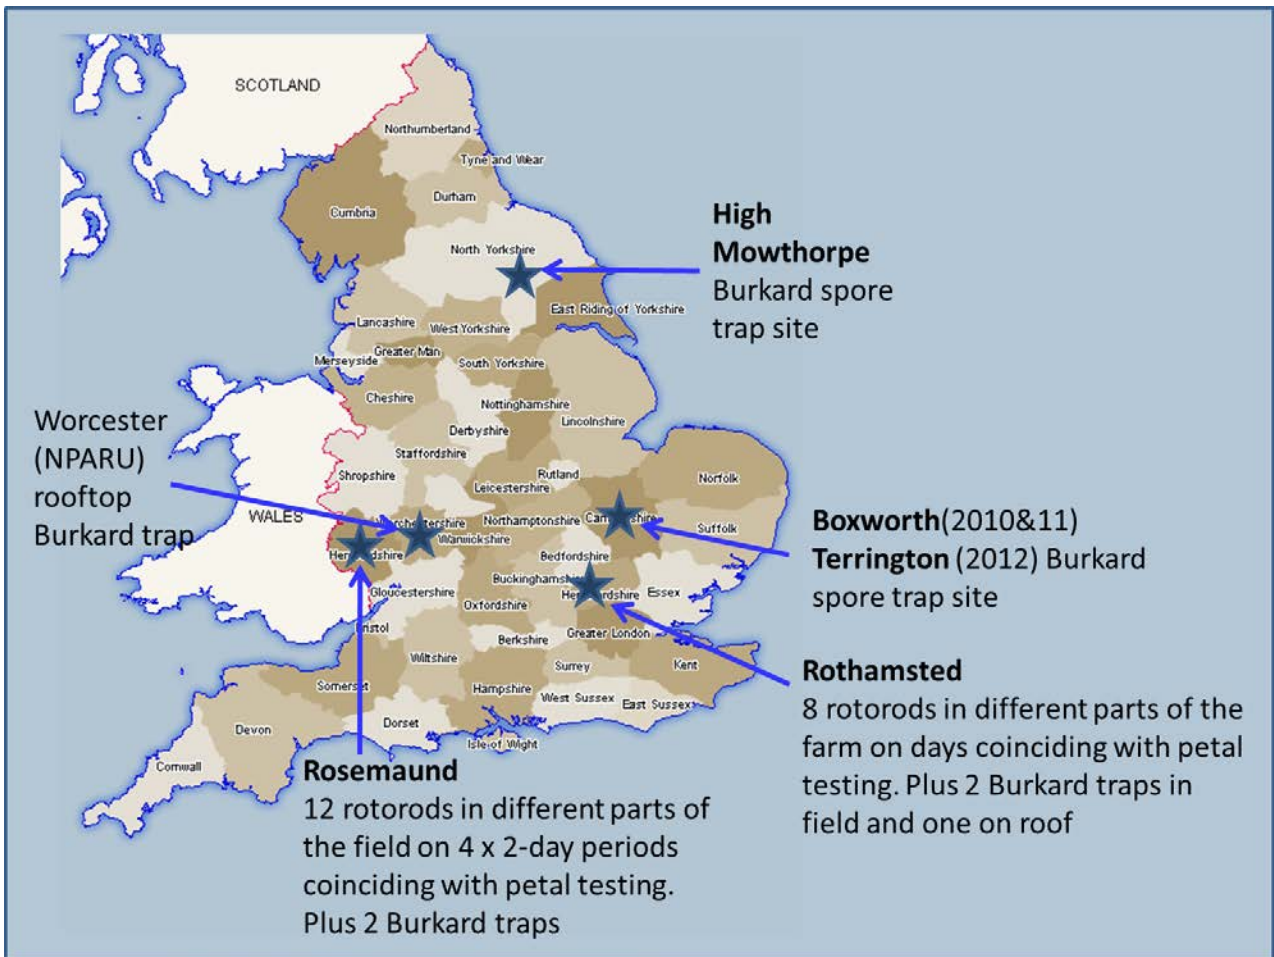 SCOTLAND
Northumberland
Tyne and Wear
Durham
Cumbria
North Yorkshire
High
Mowthorpe
Burkard spore
trap site
East Riding of Yorkshire
Lancashire
West Yorkshire
Greater Man
Merseyside
South Yorkshire
Cheshire
Nottinghamshire
Lincolnshire
Derbyshire
Staffordshire
Shropshire
Rutland
Leicestershire
Norfolk
Worcester
(NPARU)
rooftop
Burkard trap
WALES
Northamptonshire
Suffolk
Warwickshire
Bedfordshire
Boxworth(2010&11)
Terrington (2012) Burkard
spore trap site
Buckinghamshi
Essex
Gloucestershire
Oxfordshire
Greater London
Bristol
Berkshire
Wiltshire
Surrey
Kent
Somerset
Hampshire
West Sussex
East Sussex
Dorset
Devon
Isle of Wight
Cornwall
Rothamsted
8 rotorods in different parts of the
farm on days coinciding with petal
testing. Plus 2 Burkard traps in
field and one on roof
Rosemaund
12 rotorods in different parts of
the field on 4 x 2-day periods
coinciding with petal testing.
Plus 2 Burkard traps